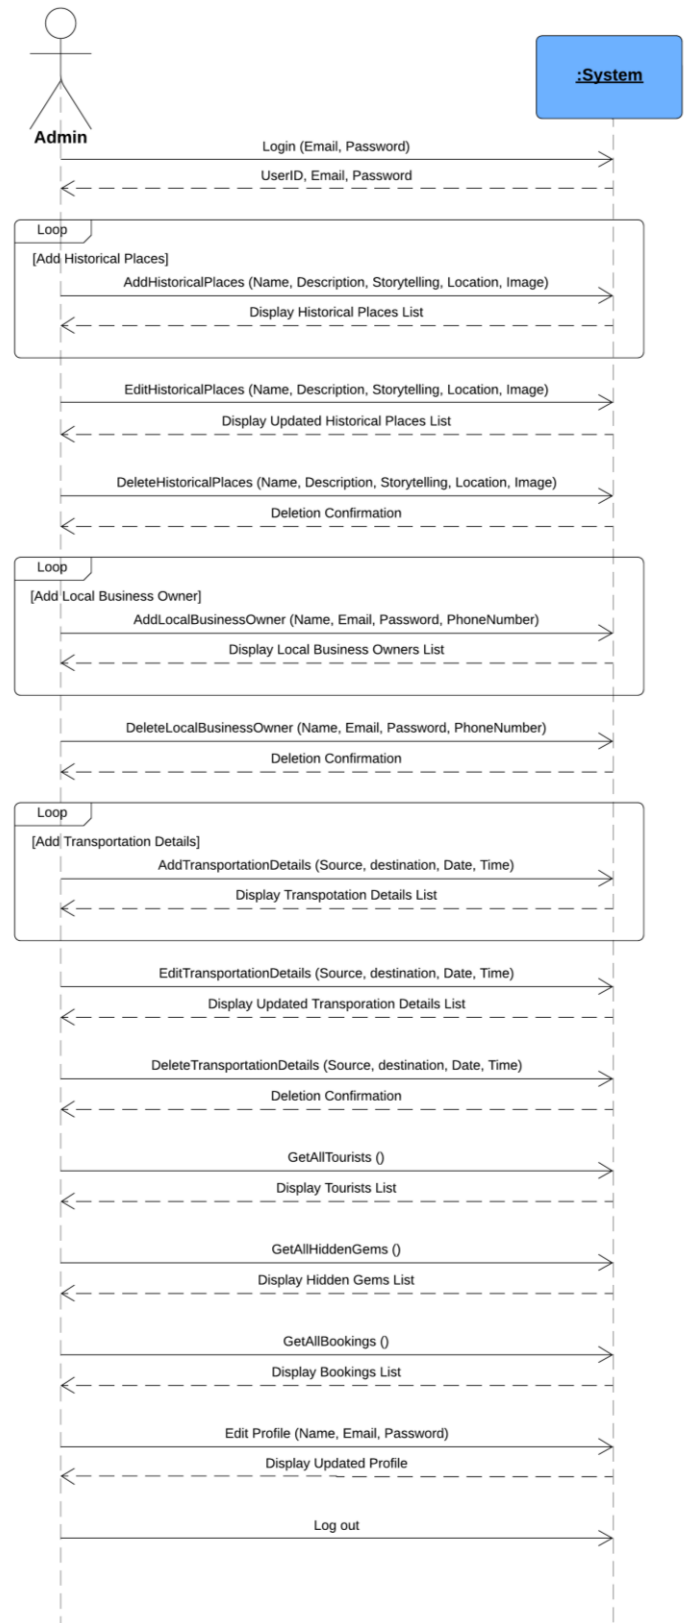 :System
Admin
Login (Email, Password)
UserID, Email, Password
Loop
[Add Historical Places]
AddHistoricalPlaces (Name, Description, Storytelling, Location, Image)
Display Historical Places List
EditHistoricalPlaces (Name, Description, Storytelling, Location, Image)
Display Updated Historical Places List
DeleteHistoricalPlaces (Name, Description, Storytelling, Location, Image)
Deletion Confirmation
Loop
[Add Local Business Owner]
AddLocalBusinessOwner (Name, Email, Password, PhoneNumber)
Display Local Business Owners List
DeleteLocalBusinessOwner (Name, Email, Password, PhoneNumber)
Deletion Confirmation
Loop
[Add Transportation Details]
AddTransportationDetails (Source, destination, Date, Time)
Display Transpotation Details List
EditTransportationDetails (Source, destination, Date, Time)
Display Updated Transporation Details List
DeleteTransportationDetails (Source, destination, Date, Time)
Deletion Confirmation
GetAllTourists ()
Display Tourists List
GetAllHiddenGems ()
Display Hidden Gems List
GetAllBookings ()
Display Bookings List
Edit Profile (Name, Email, Password)
Display Updated Profile
Log out